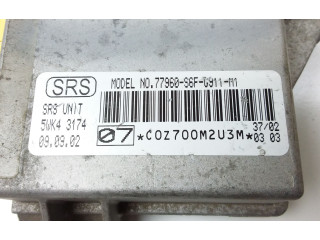 SRS
MODEL NO.77960-S6F-G911-M1
SRS UNIT
5WK4 3174
09.09.02
07
*C0Z700M2U3M*
37/02
03 03